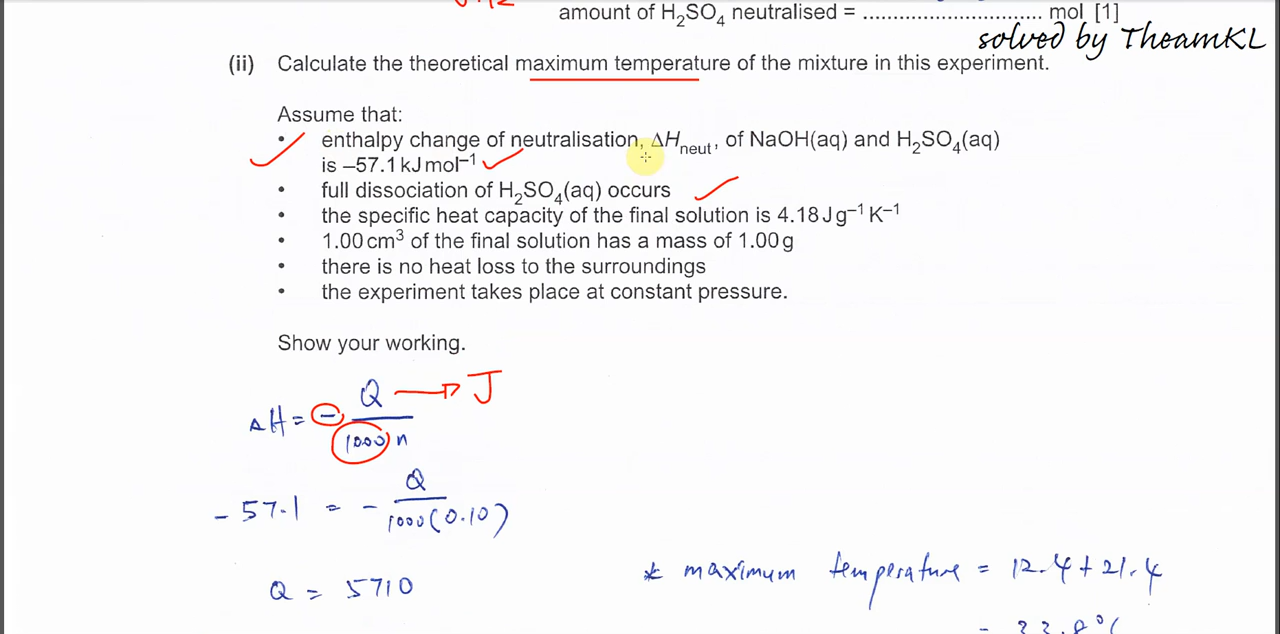 amount of H₂SO₄ neutralised = .............................. mol [1]
solved by TheamKL
(ii) Calculate the theoretical maximum temperature of the mixture in this experiment.
Assume that:
• enthalpy change of neutralisation, ΔHneut, of NaOH(aq) and H₂SO₄(aq)
is –57.1 kJ mol⁻¹
• full dissociation of H₂SO₄(aq) occurs
• the specific heat capacity of the final solution is 4.18 J g⁻¹ K⁻¹
• 1.00 cm³ of the final solution has a mass of 1.00 g
• there is no heat loss to the surroundings
• the experiment takes place at constant pressure.
Show your working.
ΔH = – Q / 1000 n → J
- 57.1 = - Q / 1000 (0.10)
Q = 5710
* maximum temperature = 12.4 + 21.4